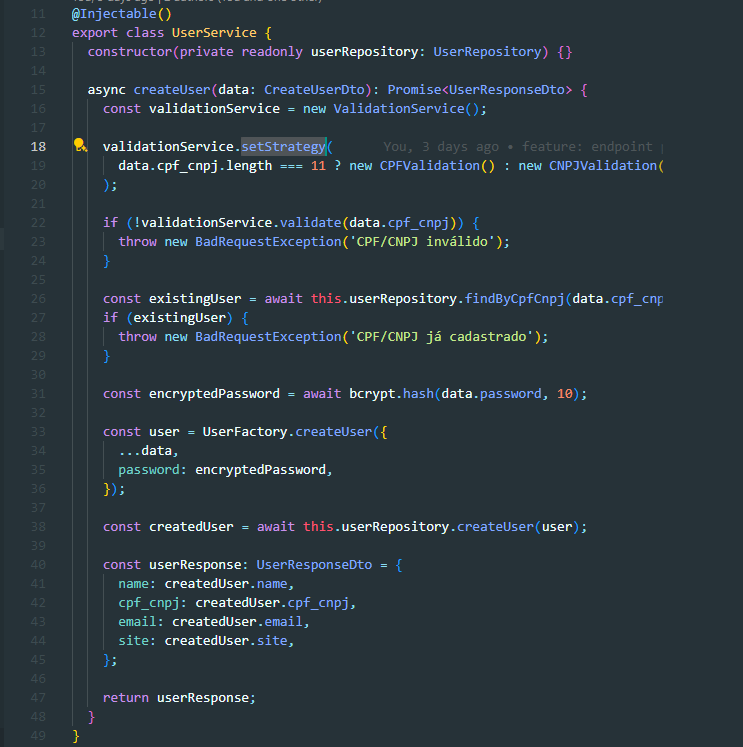 11 @Injectable()
12 export class UserService {
13 constructor(private readonly userRepository: UserRepository) {}
14
15 async createUser(data: CreateUserDto): Promise<UserResponseDto> {
16 const validationService = new ValidationService();
17
18 validationService.setStrategy( You, 3 days ago • feature: endpoint
19 data.cpf_cnpj.length === 11 ? new CPFValidation() : new CNPJValidation(
20 );
21
22 if (!validationService.validate(data.cpf_cnpj)) {
23 throw new BadRequestException('CPF/CNPJ inválido');
24 }
25
26 const existingUser = await this.userRepository.findByCpfCnpj(data.cpf_cnp
27 if (existingUser) {
28 throw new BadRequestException('CPF/CNPJ já cadastrado');
29 }
30
31 const encryptedPassword = await bcrypt.hash(data.password, 10);
32
33 const user = UserFactory.createUser({
34 ...data,
35 password: encryptedPassword,
36 });
37
38 const createdUser = await this.userRepository.createUser(user);
39
40 const userResponse: UserResponseDto = {
41 name: createdUser.name,
42 cpf_cnpj: createdUser.cpf_cnpj,
43 email: createdUser.email,
44 site: createdUser.site,
45 };
46
47 return userResponse;
48 }
49 }